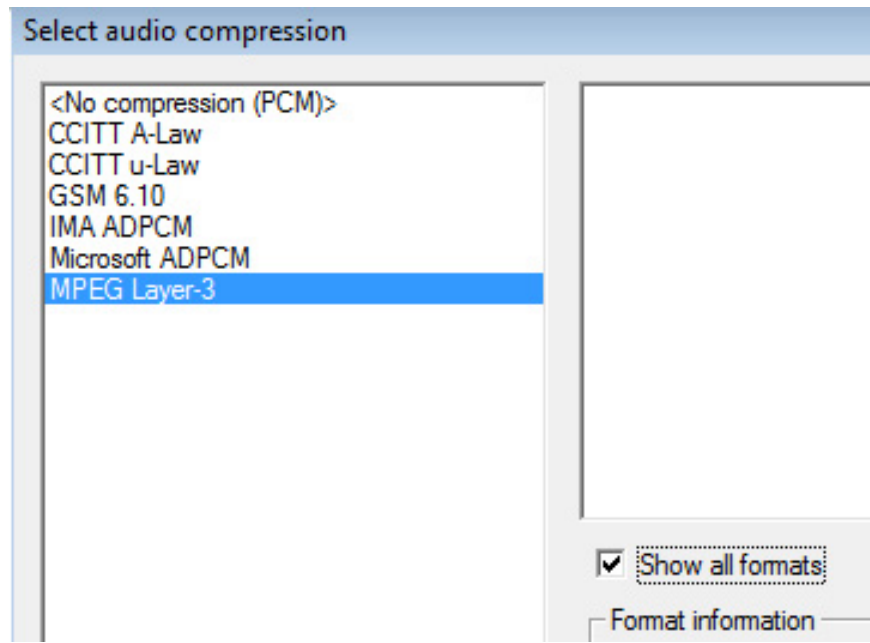 Select audio compression
<No compression (PCM)>
CCITT A-Law
CCITT u-Law
GSM 6.10
IMA ADPCM
Microsoft ADPCM
MPEG Layer-3
Show all formats
Format information